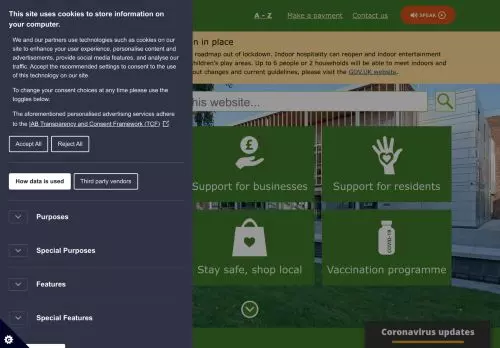 This site uses cookies to store information on
your computer.
We and our partners use technologies such as cookies on our
site to enhance your user experience, personalise content and
advertisements, provide social media features, and analyse our
traffic. Accept the recommended settings to consent to the use
of this technology on our site
To change your consent choices at any time please use the
toggles below.
The aforementioned personalised advertising services adhere
to the IAB Transparency and Consent Framework (TCF)
Accept All
Reject All
How data is used
Third party vendors
Purposes
Special Purposes
Features
Special Features
A - Z
Make a payment
Contact us
SPEAK
n in place
roadmap out of lockdown. Indoor hospitality can reopen and indoor entertainment
hildren's play areas. Up to 6 people or 2 households will be able to meet indoors and
out changes and current guidelines, please visit the GOV.UK website.
this website...
Support for businesses
Support for residents
Stay safe, shop local
COVID-19
Vaccination programme
Coronavirus updates